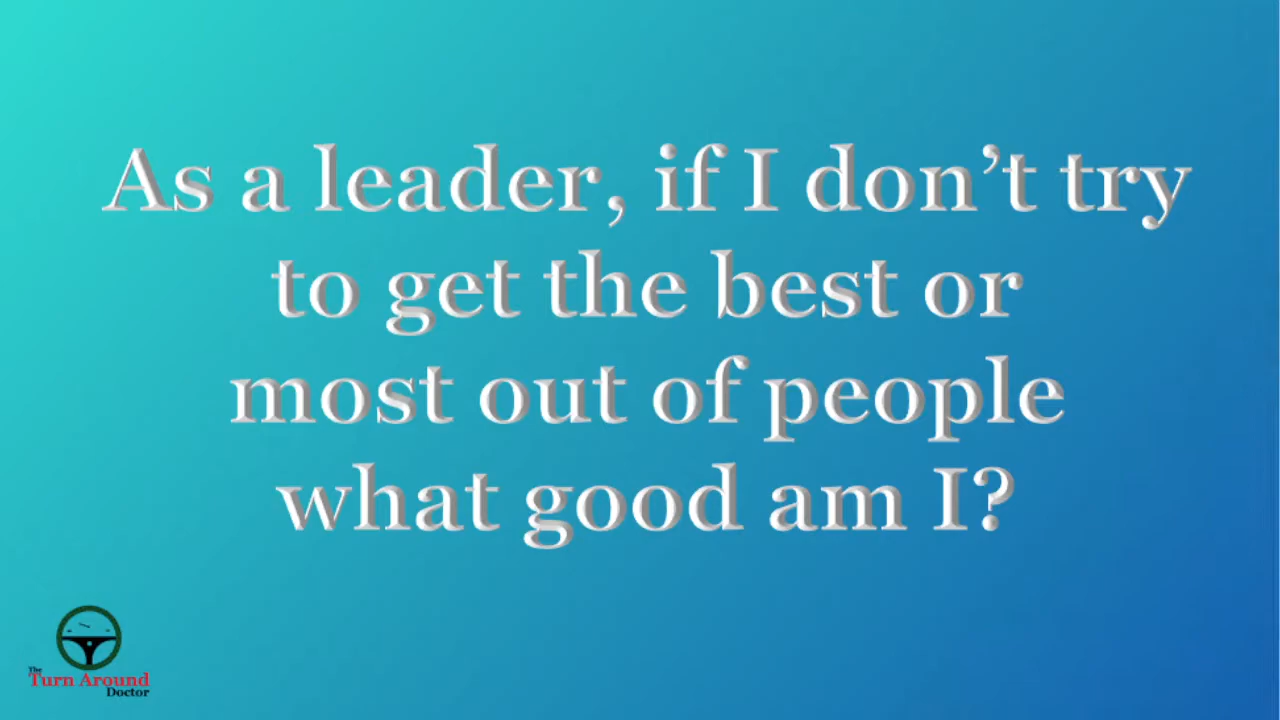 As a leader, if I don’t try
to get the best or
most out of people
what good am I?
The
Turn Around
Doctor